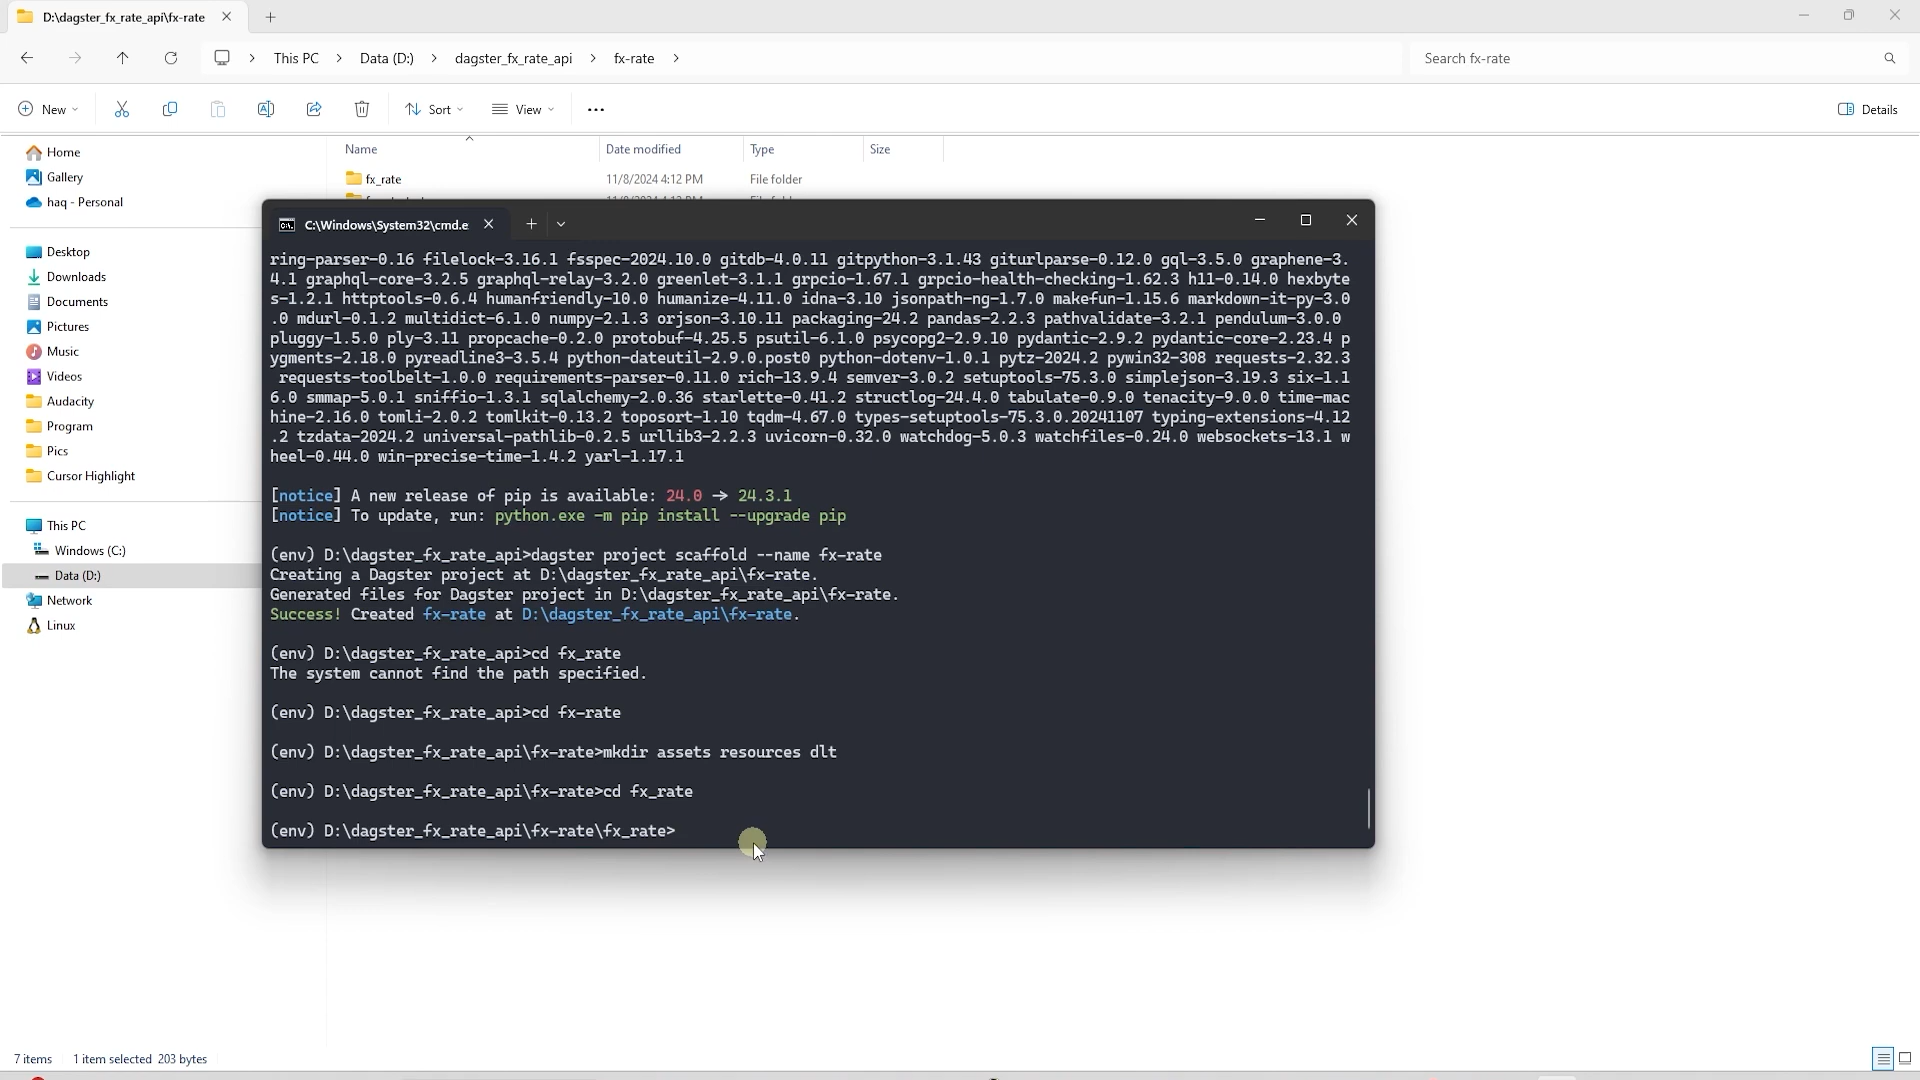 D:\dagster_fx_rate_api\fx-rate
This PC
Data (D:)
dagster_fx_rate_api
fx-rate
Search fx-rate
New
Sort
View
Details
Name
Date modified
Type
Size
fx_rate
11/8/2024 4:12 PM
File folder
Home
Gallery
haq - Personal
Desktop
Downloads
Documents
Pictures
Music
Videos
Audacity
Program
Pics
Cursor Highlight
This PC
Windows (C:)
Data (D:)
Network
Linux
C:\Windows\System32\cmd.e
ring-parser-0.16 filelock-3.16.1 fsspec-2024.10.0 gitdb-4.0.11 gitpython-3.1.43 giturlparse-0.12.0 gql-3.5.0 graphene-3.
4.1 graphql-core-3.2.5 graphql-relay-3.2.0 greenlet-3.1.1 grpcio-1.67.1 grpcio-health-checking-1.62.3 h11-0.14.0 hexbyte
s-1.2.1 httptools-0.6.4 humanfriendly-10.0 humanize-4.11.0 idna-3.10 jsonpath-ng-1.7.0 makefun-1.15.6 markdown-it-py-3.0
.0 mdurl-0.1.2 multidict-6.1.0 numpy-2.1.3 orjson-3.10.11 packaging-24.2 pandas-2.2.3 pathvalidate-3.2.1 pendulum-3.0.0
pluggy-1.5.0 ply-3.11 propcache-0.2.0 protobuf-4.25.5 psutil-6.1.0 psycopg2-2.9.10 pydantic-2.9.2 pydantic-core-2.23.4 p
ygments-2.18.0 pyreadline3-3.5.4 python-dateutil-2.9.0.post0 python-dotenv-1.0.1 pytz-2024.2 pywin32-308 requests-2.32.3
requests-toolbelt-1.0.0 requirements-parser-0.11.0 rich-13.9.4 semver-3.0.2 setuptools-75.3.0 simplejson-3.19.3 six-1.1
6.0 smmap-5.0.1 sniffio-1.3.1 sqlalchemy-2.0.36 starlette-0.41.2 structlog-24.4.0 tabulate-0.9.0 tenacity-9.0.0 time-mac
hine-2.16.0 tomli-2.0.2 tomlkit-0.13.2 toposort-1.10 tqdm-4.67.0 types-setuptools-75.3.0.20241107 typing-extensions-4.12
.2 tzdata-2024.2 universal-pathlib-0.2.5 urllib3-2.2.3 uvicorn-0.32.0 watchdog-5.0.3 watchfiles-0.24.0 websockets-13.1 w
heel-0.44.0 win-precise-time-1.4.2 yarl-1.17.1
[notice] A new release of pip is available: 24.0 -> 24.3.1
[notice] To update, run: python.exe -m pip install --upgrade pip
(env) D:\dagster_fx_rate_api>dagster project scaffold --name fx-rate
Creating a Dagster project at D:\dagster_fx_rate_api\fx-rate.
Generated files for Dagster project in D:\dagster_fx_rate_api\fx-rate.
Success! Created fx-rate at D:\dagster_fx_rate_api\fx-rate.
(env) D:\dagster_fx_rate_api>cd fx_rate
The system cannot find the path specified.
(env) D:\dagster_fx_rate_api>cd fx-rate
(env) D:\dagster_fx_rate_api\fx-rate>mkdir assets resources dlt
(env) D:\dagster_fx_rate_api\fx-rate>cd fx_rate
(env) D:\dagster_fx_rate_api\fx-rate\fx_rate>
7 items
1 item selected 203 bytes